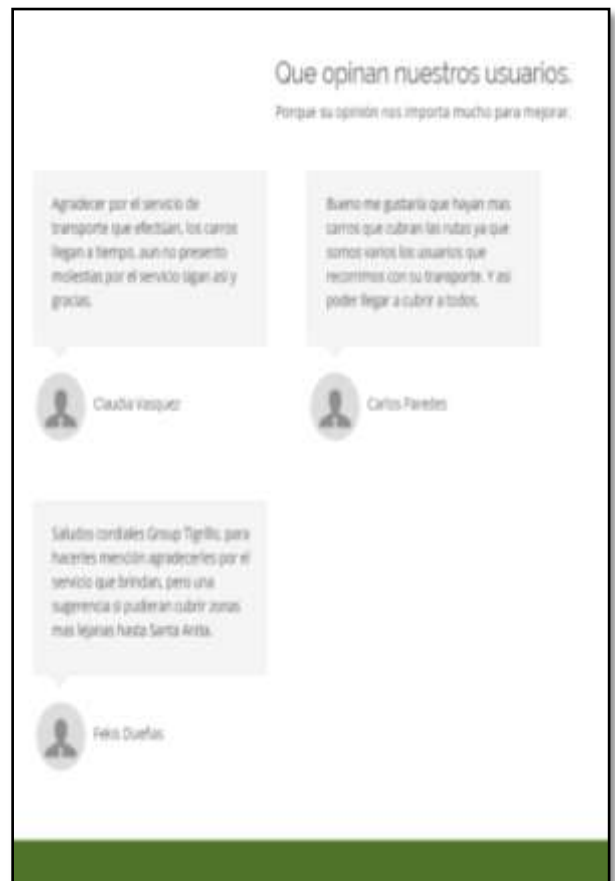 Que opinan nuestros usuarios.
Porque su opinión nos importa mucho para mejorar.
Agradecer por el servicio de
transporte que efectúan, los carros
llegan a tiempo, aun no presento
molestias por el servicio sigan asi y
gracias.
Claudia Vasquez
Bueno me gustaría que hayan mas
carros que cubran las rutas ya que
somos varios los usuarios que
recorrimos con su transporte. Y asi
poder llegar a cubrir a todos.
Carlos Paredes
Saludos cordiales Group Tigrillo, para
hacerles mención agradecerles por el
servicio que brindan, pero una
sugerencia si pudieran cubrir zonas
mas lejanas hasta Santa Anita.
Dueñas